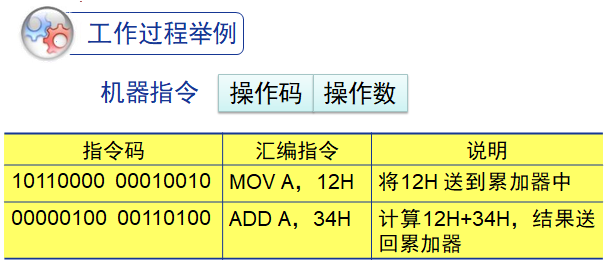 工作过程举例
机器指令 操作码 操作数
指令码 汇编指令 说明
10110000 00010010 MOV A，12H 将12H 送到累加器中
00000100 00110100 ADD A，34H 计算12H+34H，结果送
回累加器